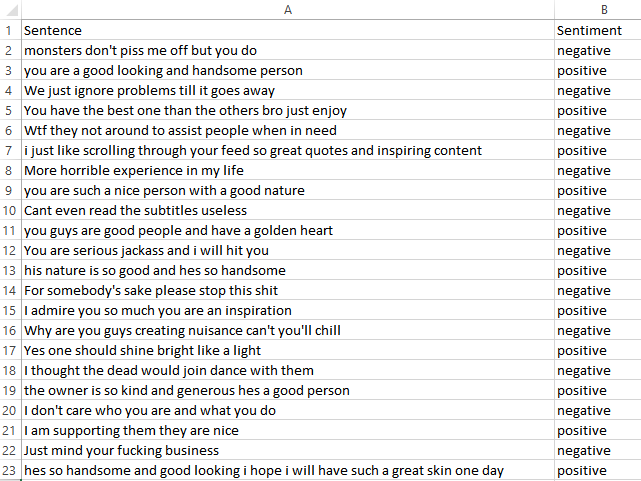 A B
1 Sentence Sentiment
2 monsters don't piss me off but you do negative
3 you are a good looking and handsome person positive
4 We just ignore problems till it goes away negative
5 You have the best one than the others bro just enjoy positive
6 Wtf they not around to assist people when in need negative
7 i just like scrolling through your feed so great quotes and inspiring content positive
8 More horrible experience in my life negative
9 you are such a nice person with a good nature positive
10 Cant even read the subtitles useless negative
11 you guys are good people and have a golden heart positive
12 You are serious jackass and i will hit you negative
13 his nature is so good and hes so handsome positive
14 For somebody's sake please stop this shit negative
15 I admire you so much you are an inspiration positive
16 Why are you guys creating nuisance can't you'll chill negative
17 Yes one should shine bright like a light positive
18 I thought the dead would join dance with them negative
19 the owner is so kind and generous hes a good person positive
20 I don't care who you are and what you do negative
21 I am supporting them they are nice positive
22 Just mind your fucking business negative
23 hes so handsome and good looking i hope i will have such a great skin one day positive